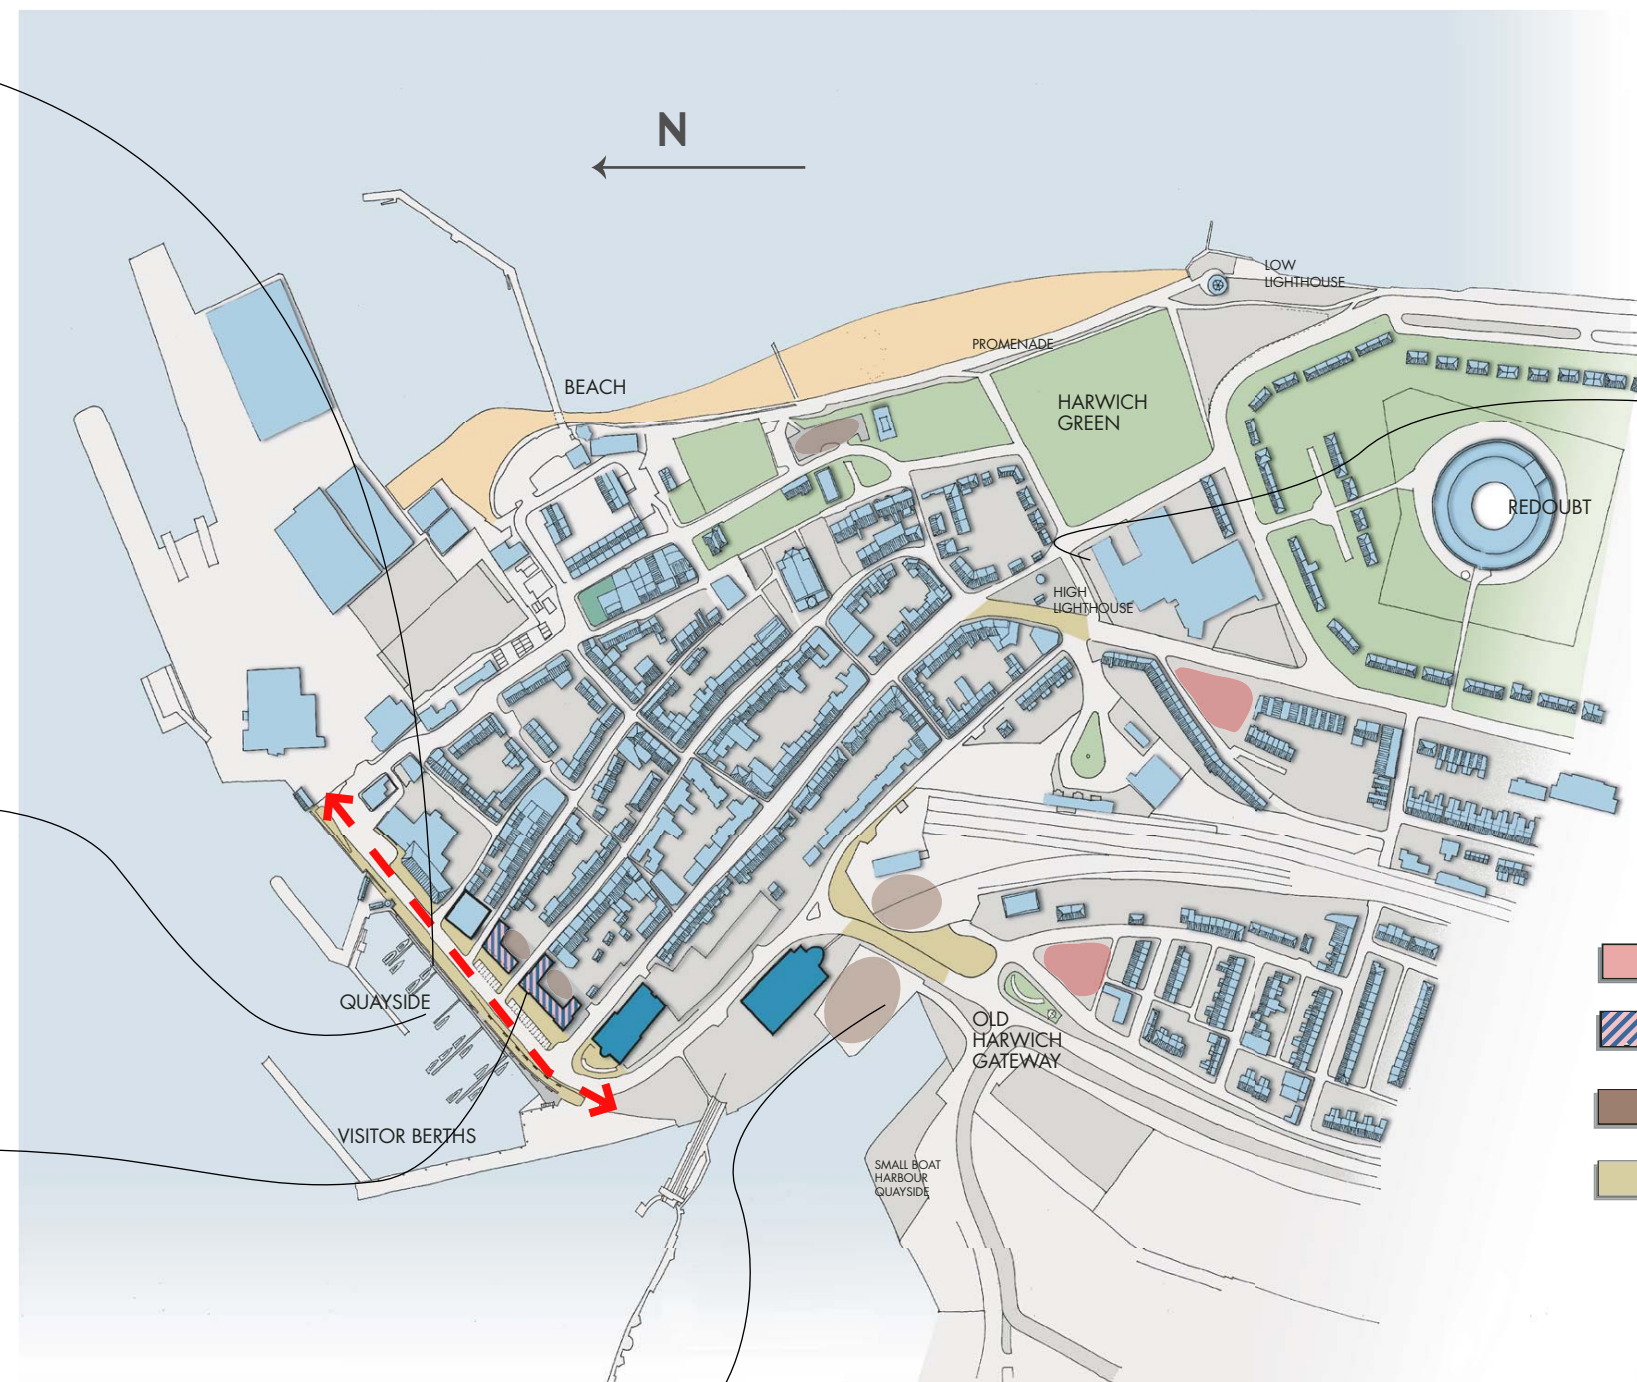 N
LOW
LIGHTHOUSE
PROMENADE
BEACH
HARWICH
GREEN
REDOUBT
HIGH
LIGHTHOUSE
QUAYSIDE
OLD
HARWICH
GATEWAY
VISITOR BERTHS
SMALL BOAT
HARBOUR
QUAYSIDE